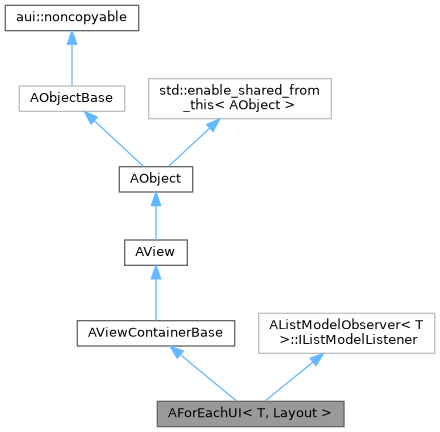 aui::noncopyable
AObjectBase
std::enable_shared_from
_this< AObject >
AObject
AView
AViewContainerBase
AListModelObserver< T
>::IListModelListener
AForEachUI< T, Layout >